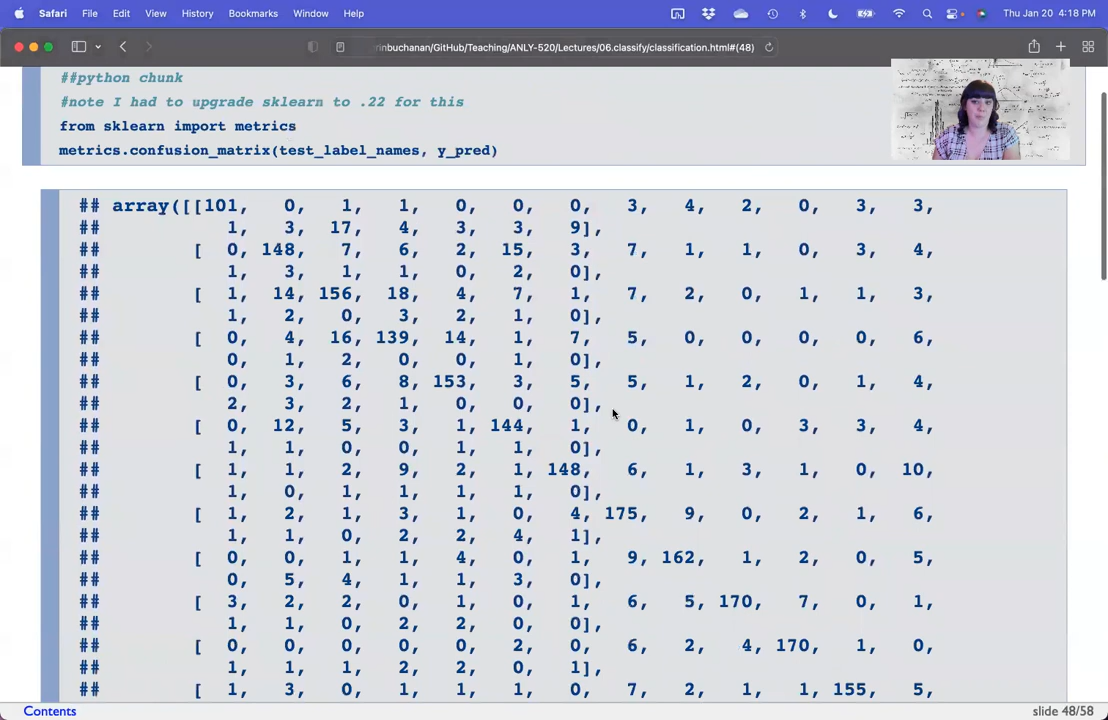 Safari File Edit View History Bookmarks Window Help Thu Jan 20 4:18 PM
rinbuchanan/GitHub/Teaching/ANLY-520/Lectures/06.classify/classification.html#(48)
##python chunk
#note I had to upgrade sklearn to .22 for this
from sklearn import metrics
metrics.confusion_matrix(test_label_names, y_pred)
## array([[101, 0, 1, 1, 0, 0, 0, 3, 4, 2, 0, 3, 3,
## 1, 3, 17, 4, 3, 3, 9],
## [ 0, 148, 7, 6, 2, 15, 3, 7, 1, 1, 0, 3, 4,
## 1, 3, 1, 1, 0, 2, 0],
## [ 1, 14, 156, 18, 4, 7, 1, 7, 2, 0, 1, 1, 3,
## 1, 2, 0, 3, 2, 1, 0],
## [ 0, 4, 16, 139, 14, 1, 7, 5, 0, 0, 0, 0, 6,
## 0, 1, 2, 0, 0, 1, 0],
## [ 0, 3, 6, 8, 153, 3, 5, 5, 1, 2, 0, 1, 4,
## 2, 3, 2, 1, 0, 0, 0],
## [ 0, 12, 5, 3, 1, 144, 1, 0, 1, 0, 3, 3, 4,
## 1, 1, 0, 0, 1, 1, 0],
## [ 1, 1, 2, 9, 2, 1, 148, 6, 1, 3, 1, 0, 10,
## 1, 0, 1, 1, 1, 1, 0],
## [ 1, 2, 1, 3, 1, 0, 4, 175, 9, 0, 2, 1, 6,
## 1, 1, 0, 2, 2, 4, 1],
## [ 0, 0, 1, 1, 4, 0, 1, 9, 162, 1, 2, 0, 5,
## 0, 5, 4, 1, 1, 3, 0],
## [ 3, 2, 2, 0, 1, 0, 1, 6, 5, 170, 7, 0, 1,
## 1, 1, 0, 2, 2, 0, 0],
## [ 0, 0, 0, 0, 0, 2, 0, 6, 2, 4, 170, 1, 0,
## 1, 1, 1, 2, 2, 0, 1],
## [ 1, 3, 0, 1, 1, 1, 0, 7, 2, 1, 1, 155, 5,
Contents slide 48/58